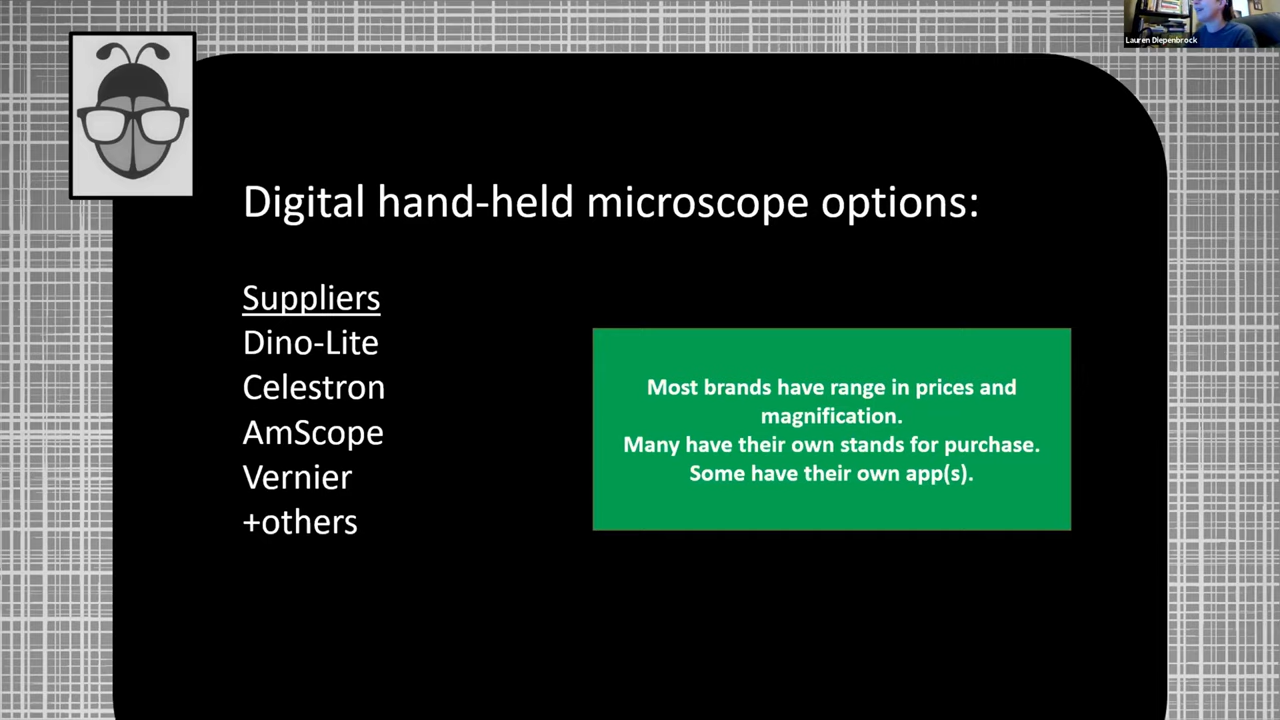 Lauren Diepenbrock
Digital hand-held microscope options:
Suppliers
Dino-Lite
Celestron
AmScope
Vernier
+others
Most brands have range in prices and
magnification.
Many have their own stands for purchase.
Some have their own app(s).